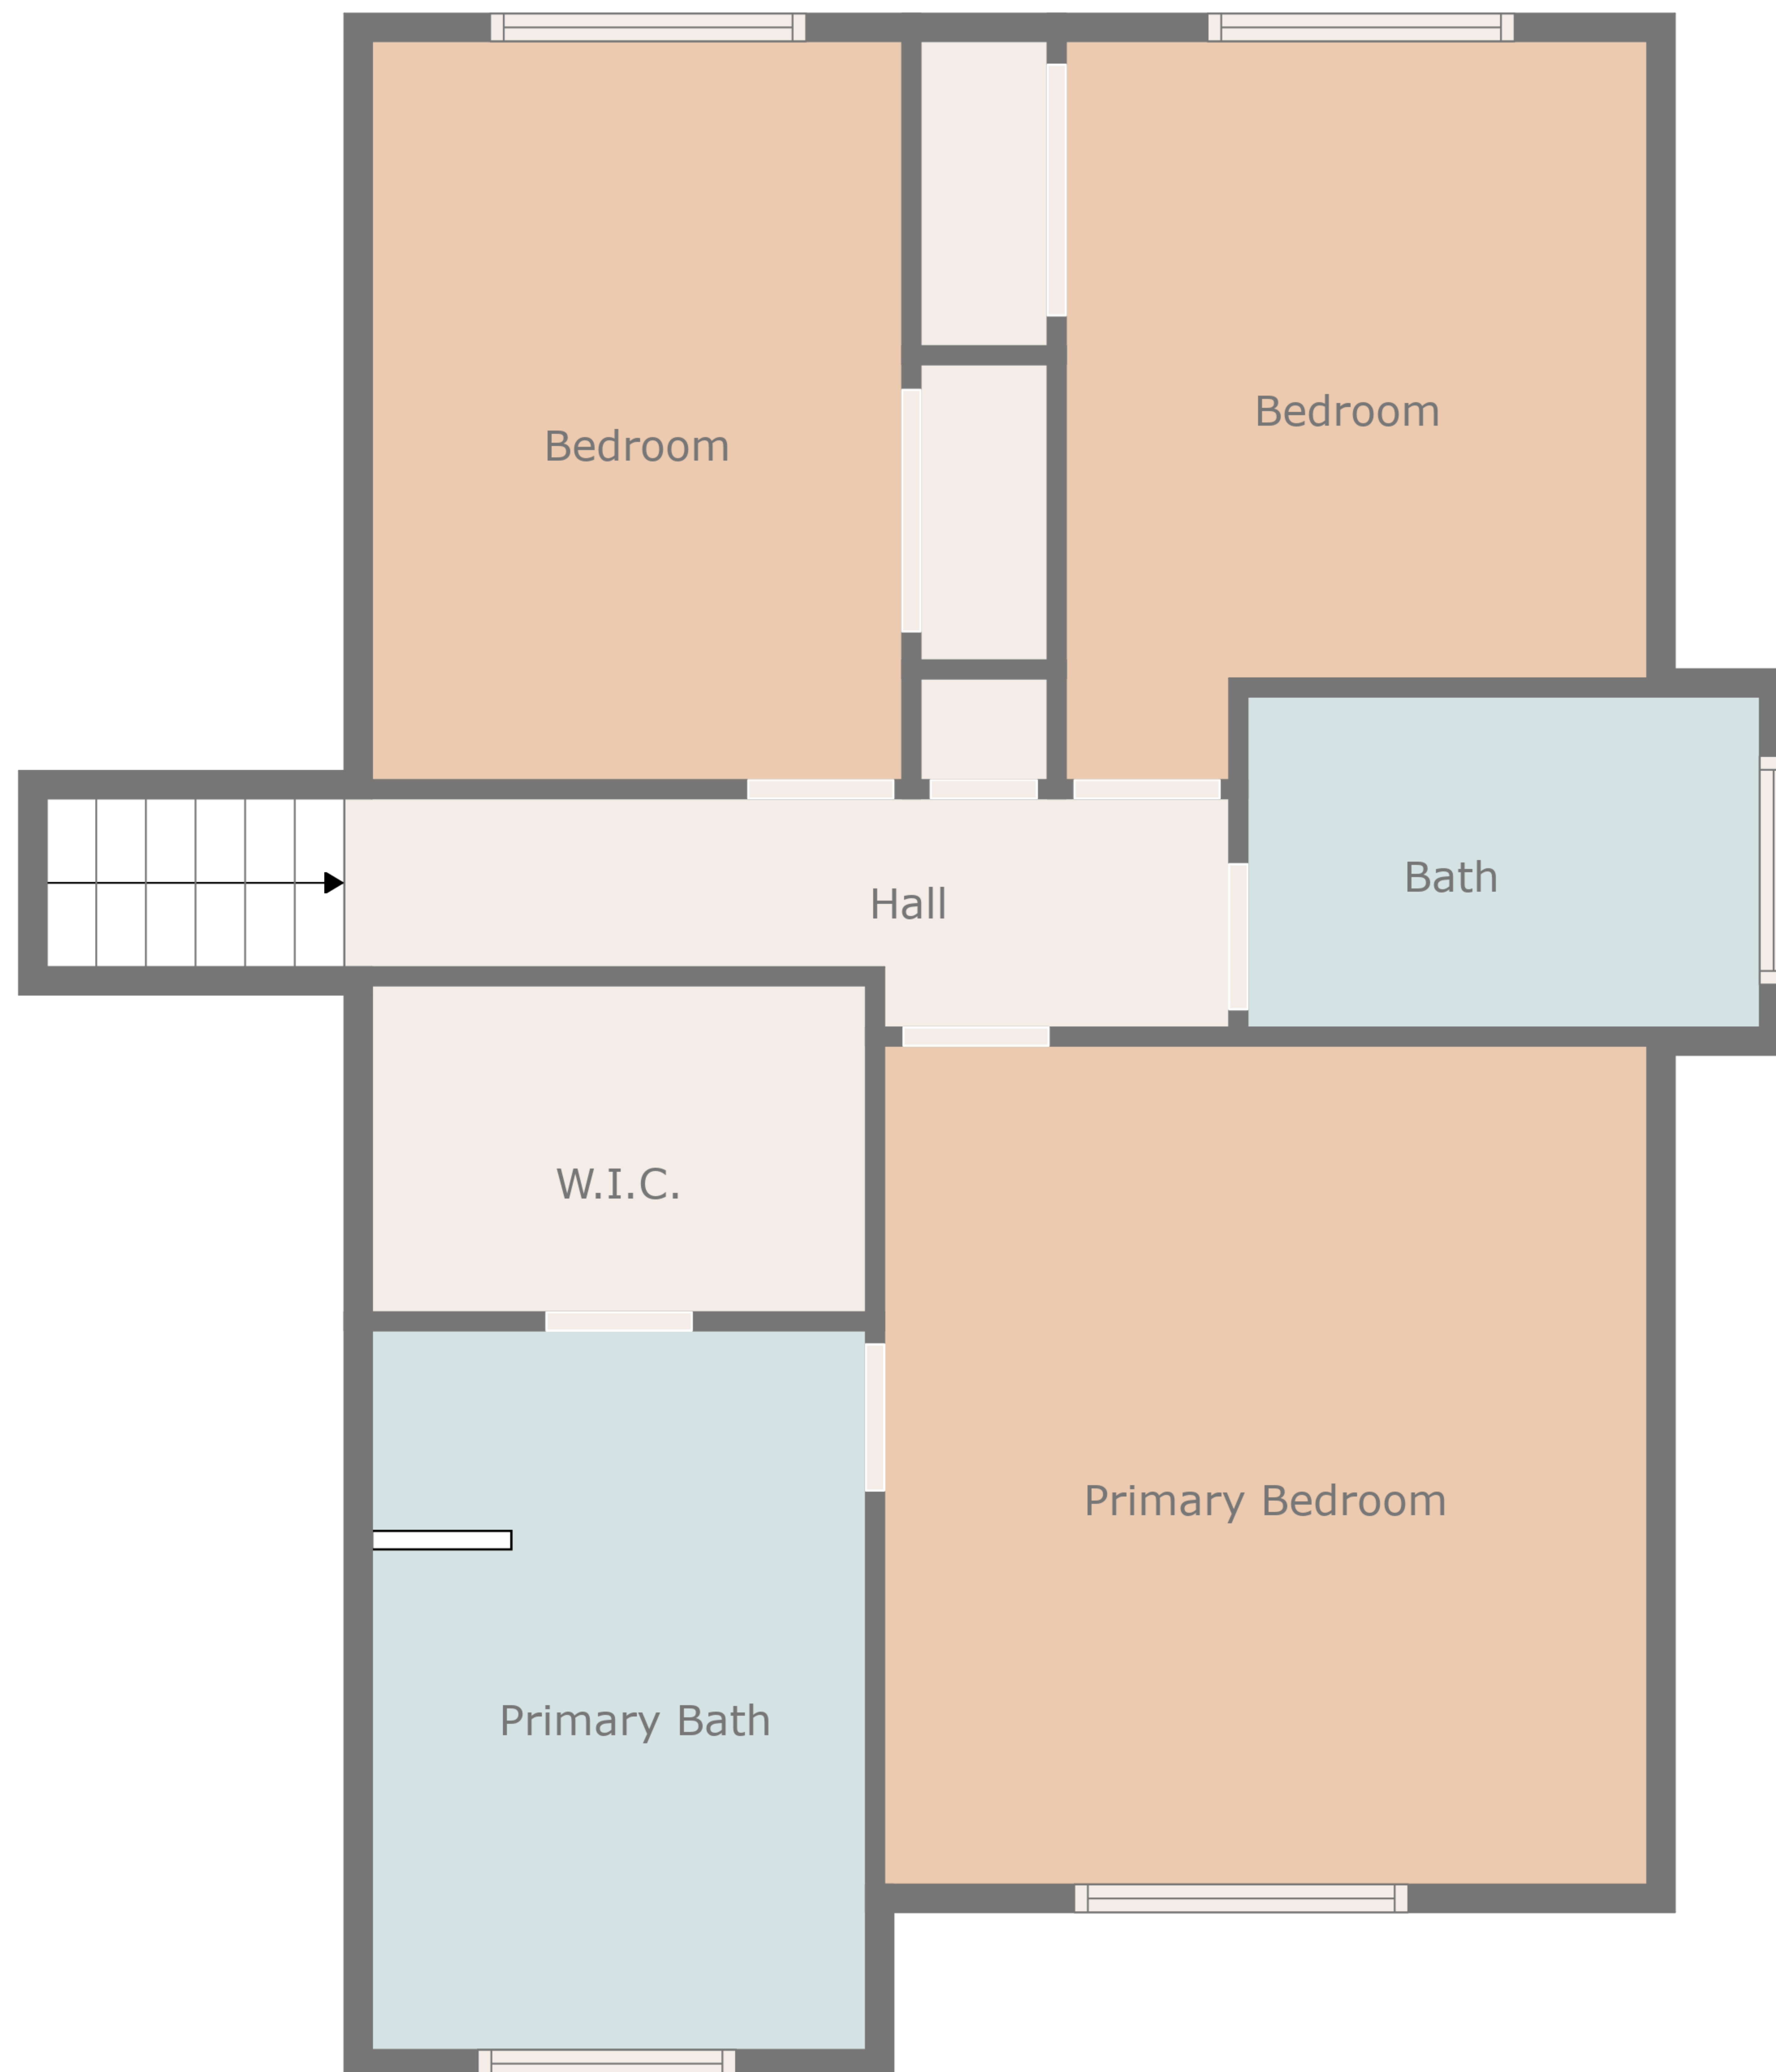 Bedroom
Bedroom
Bath
Hall
W.I.C.
Primary Bedroom
Primary Bath